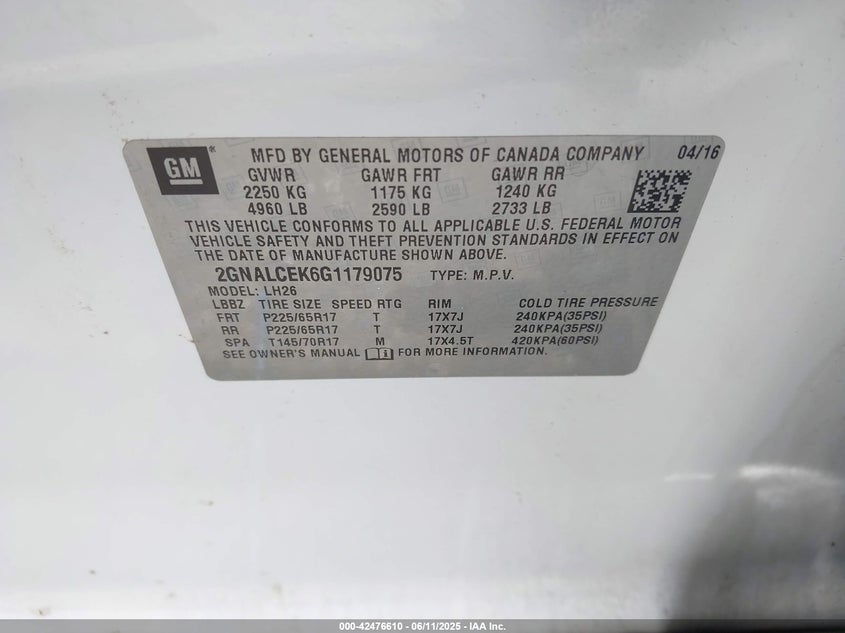 GM® MFD BY GENERAL MOTORS OF CANADA COMPANY 04/16
GVWR GAWR FRT GAWR RR
2250 KG 1175 KG 1240 KG
4960 LB 2590 LB 2733 LB
THIS VEHICLE CONFORMS TO ALL APPLICABLE U.S. FEDERAL MOTOR
VEHICLE SAFETY AND THEFT PREVENTION STANDARDS IN EFFECT ON
THE DATE OF MANUFACTURE SHOWN ABOVE.
2GNALCEK6G1179075 TYPE: M.P.V.
MODEL: LH26
LBBZ TIRE SIZE SPEED RTG RIM COLD TIRE PRESSURE
FRT P225/65R17 T 17X7J 240KPA(35PSI)
RR P225/65R17 T 17X7J 240KPA(35PSI)
SPA T145/70R17 M 17X4.5T 420KPA(60PSI)
SEE OWNER'S MANUAL FOR MORE INFORMATION.
000-42476610 - 06/11/2025 - IAA Inc.